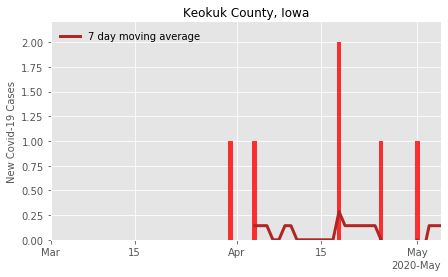 Keokuk County, Iowa
7 day moving average
New Covid-19 Cases
2.00
1.75
1.50
1.25
1.00
0.75
0.50
0.25
0.00
Mar
15
Apr
15
May
2020-May